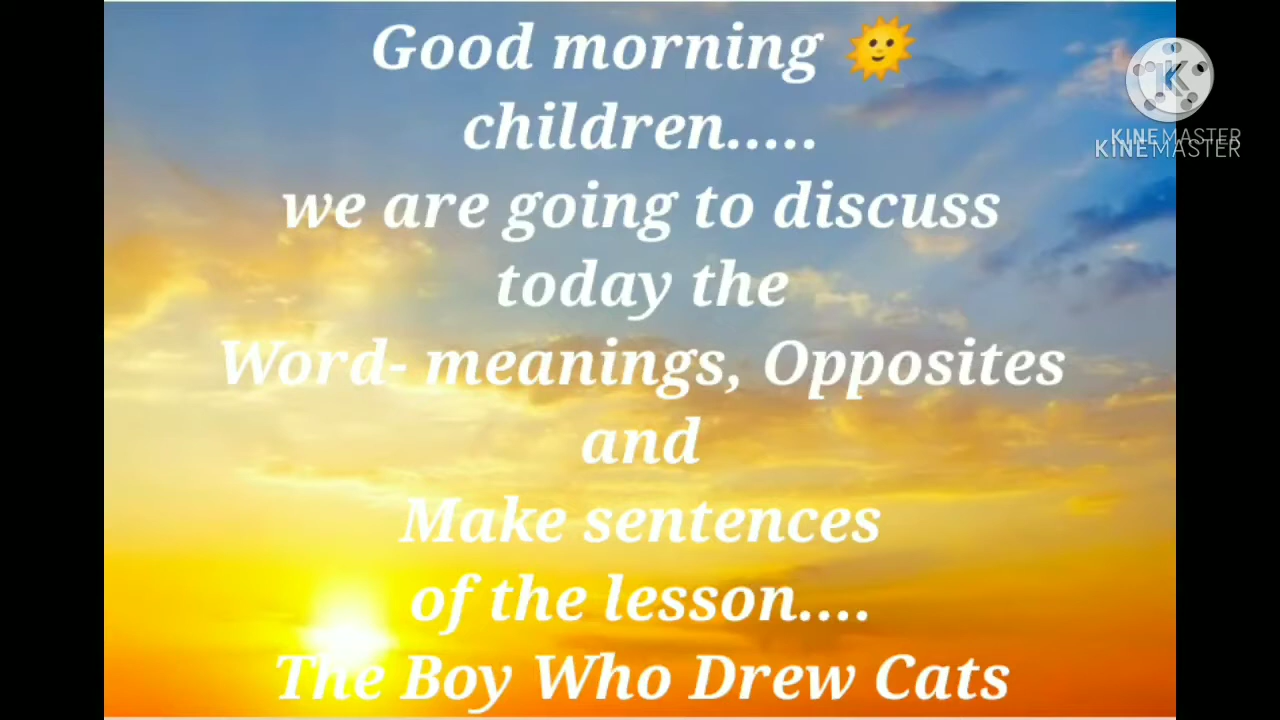 Good morning 🌞
children.....
we are going to discuss
today the
Word- meanings, Opposites
and
Make sentences
of the lesson....
The Boy Who Drew Cats
K
KINEMASTER
KINEMASTER